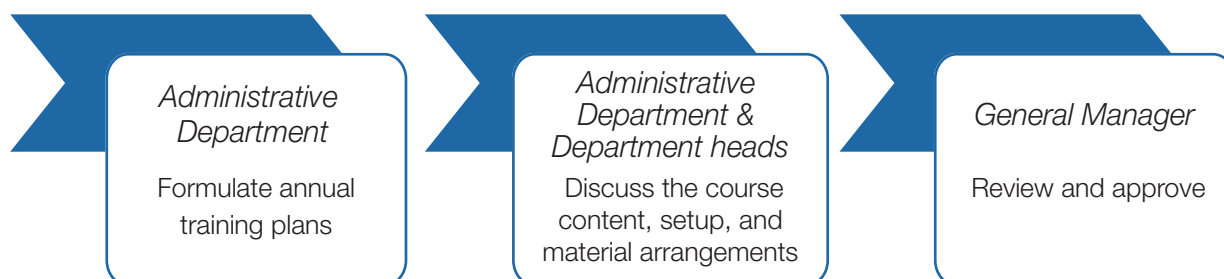 Administrative
Department
Formulate annual
training plans
Administrative
Department &
Department heads
Discuss the course
content, setup, and
material arrangements
General Manager
Review and approve